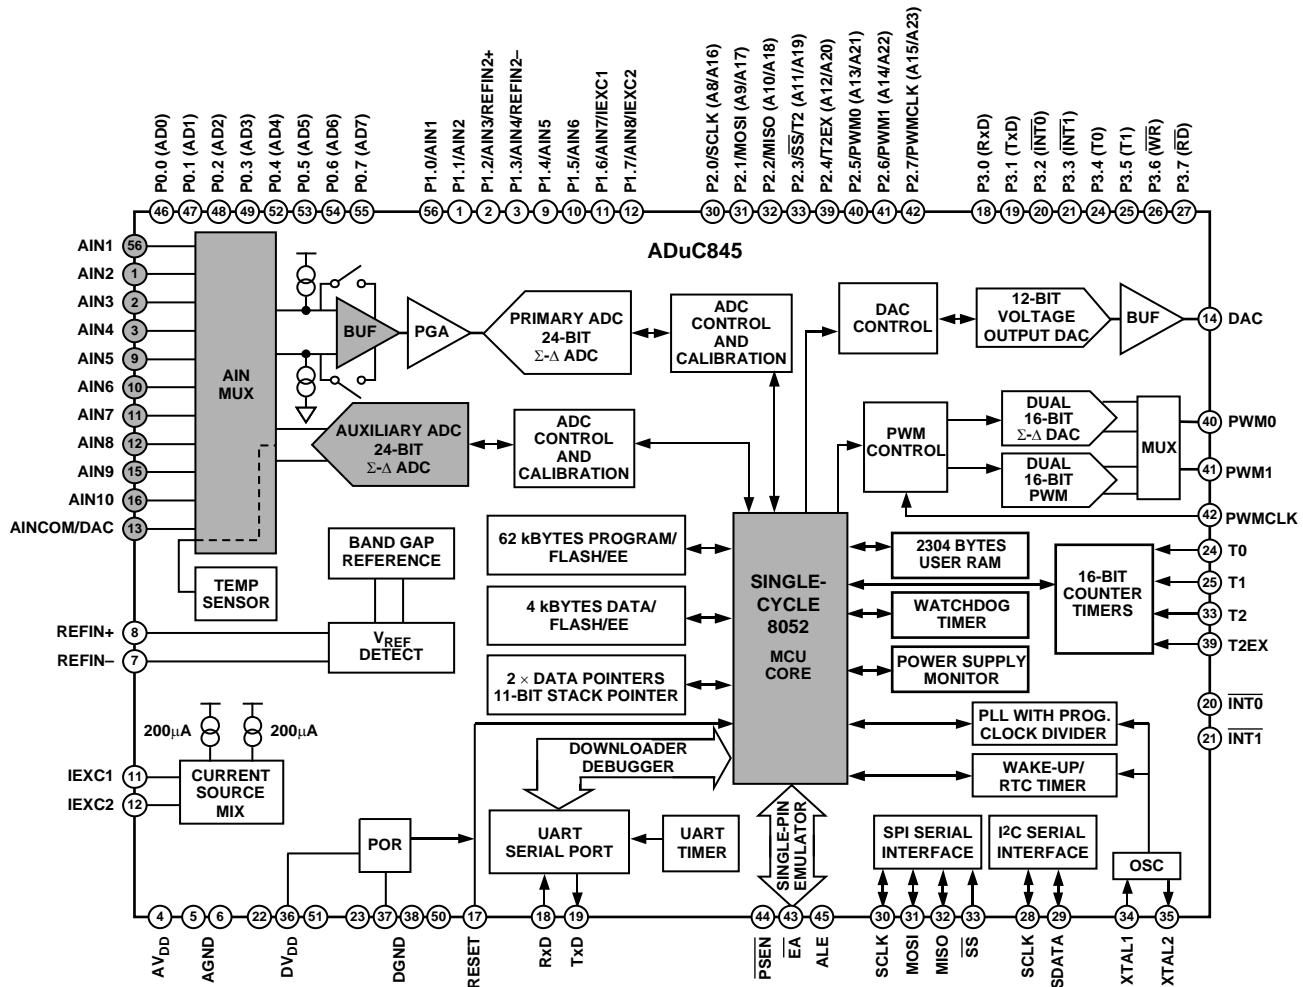 P0.0 (AD0)
P0.1 (AD1)
P0.2 (AD2)
P0.3 (AD3)
P0.4 (AD4)
P0.5 (AD5)
P0.6 (AD6)
P0.7 (AD7)
P1.0/AIN1
P1.1/AIN2
P1.2/AIN3/REFIN2+
P1.3/AIN4/REFIN2–
P1.4/AIN5
P1.5/AIN6
P1.6/AIN7/IEXC1
P1.7/AIN8/IEXC2
P2.0/SCLK (A8/A16)
P2.1/MOSI (A9/A17)
P2.2/MISO (A10/A18)
P2.3/SS/T2 (A11/A19)
P2.4/T2EX (A12/A20)
P2.5/PWM0 (A13/A21)
P2.6/PWM1 (A14/A22)
P2.7/PWMCLK (A15/A23)
P3.0 (RxD)
P3.1 (TxD)
P3.2 (INT0)
P3.3 (INT1)
P3.4 (T0)
P3.5 (T1)
P3.6 (WR)
P3.7 (RD)
46 47 48 49 52 53 54 55
56 1 2 3 9 10 11 12
30 31 32 33 39 40 41 42
18 19 20 21 24 25 26 27
ADuC845
AIN1 56
AIN2 1
AIN3 2
AIN4 3
AIN5 9
AIN6 10
AIN7 11
AIN8 12
AIN9 15
AIN10 16
AINCOM/DAC 13
AIN
MUX
BUF
PGA
PRIMARY ADC
24-BIT
Σ-Δ ADC
ADC
CONTROL
AND
CALIBRATION
DAC
CONTROL
12-BIT
VOLTAGE
OUTPUT DAC
BUF
14 DAC
AUXILIARY ADC
24-BIT
Σ-Δ ADC
ADC
CONTROL
AND
CALIBRATION
PWM
CONTROL
DUAL
16-BIT
Σ-Δ DAC
DUAL
16-BIT
PWM
MUX
40 PWM0
41 PWM1
42 PWMCLK
TEMP
SENSOR
BAND GAP
REFERENCE
VREF
DETECT
REFIN+ 8
REFIN– 7
62 kBYTES PROGRAM/
FLASH/EE
4 kBYTES DATA/
FLASH/EE
2 × DATA POINTERS
11-BIT STACK POINTER
SINGLE-
CYCLE
8052
MCU
CORE
2304 BYTES
USER RAM
WATCHDOG
TIMER
POWER SUPPLY
MONITOR
16-BIT
COUNTER
TIMERS
24 T0
25 T1
33 T2
39 T2EX
20 INT0
21 INT1
PLL WITH PROG.
CLOCK DIVIDER
WAKE-UP/
RTC TIMER
200µA 200µA
IEXC1 11
IEXC2 12
CURRENT
SOURCE
MIX
DOWNLOADER
DEBUGGER
POR
UART
SERIAL PORT
UART
TIMER
SINGLE-PIN
EMULATOR
SPI SERIAL
INTERFACE
I2C SERIAL
INTERFACE
OSC
4 5 6 22 36 51 23 37 38 50 17 18 19 44 43 45 30 31 32 33 28 29 34 35
AVDD
AGND
DVDD
DGND
RESET
RxD
TxD
PSEN
EA
ALE
SCLK
MOSI
MISO
SS
SCLK
SDATA
XTAL1
XTAL2